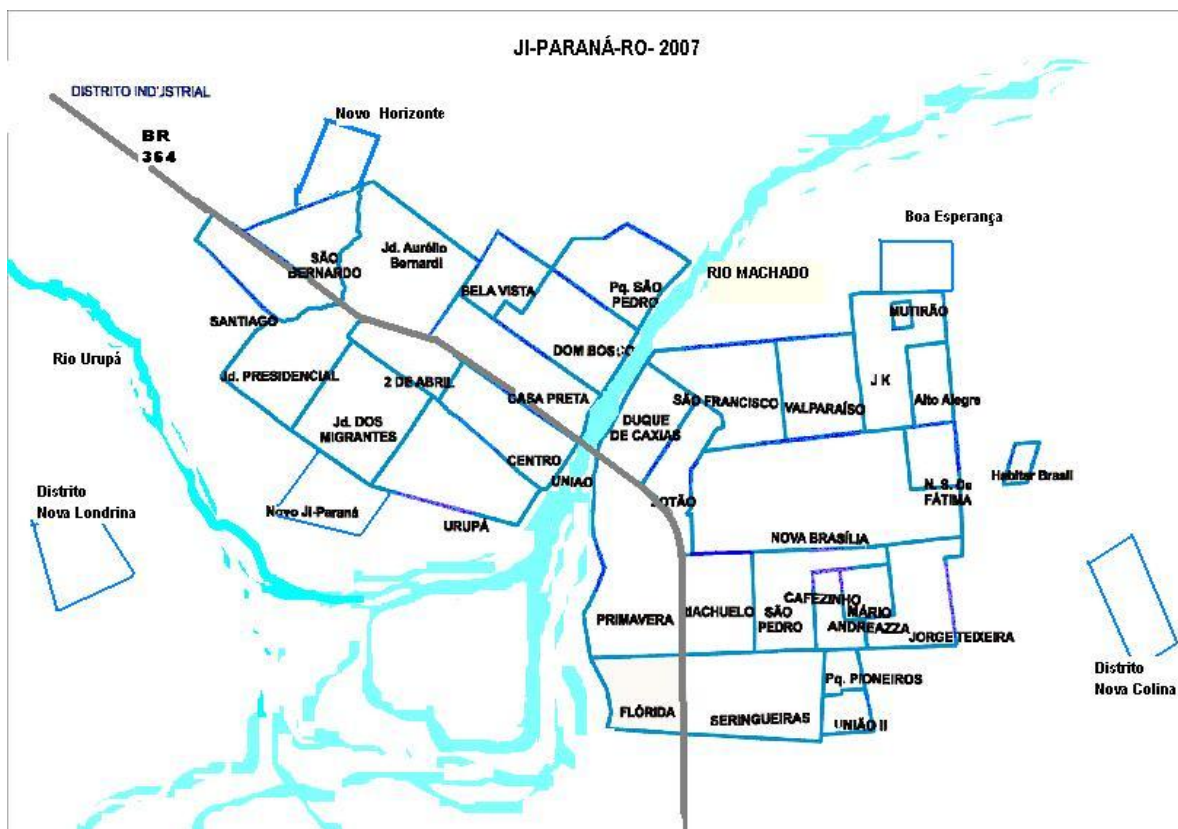 JI-PARANÁ-RO- 2007
DISTRITO INDUSTRIAL
BR
364
Novo Horizonte
Boa Esperança
SÃO
BERNARDO
Jd. Aurélio
Bernardi
BELA VISTA
Pq. SÃO
PEDRO
RIO MACHADO
MUTIRÃO
SANTIAGO
Rio Urupá
Jd. PRESIDENCIAL
2 DE ABRIL
DOM BOSCO
CASA PRETA
SÃO FRANCISCO
VALPARAÍSO
J K
Alto Alegre
Jd. DOS
MIGRANTES
DUQUE
DE CAXIAS
CENTRO
UNIÃO
Habitar Brasil
N. S. De
FÁTIMA
Distrito
Nova Londrina
Novo JI-Paraná
URUPÁ
OTÃO
NOVA BRASÍLIA
PRIMAVERA
RIACHUELO
SÃO
PEDRO
CAFEZINHO
MÁRIO
ANDREAZZA
JORGE TEIXEIRA
Distrito
Nova Colina
Pq. PIONEIROS
FLÓRIDA
SERINGUEIRAS
UNIÃO II